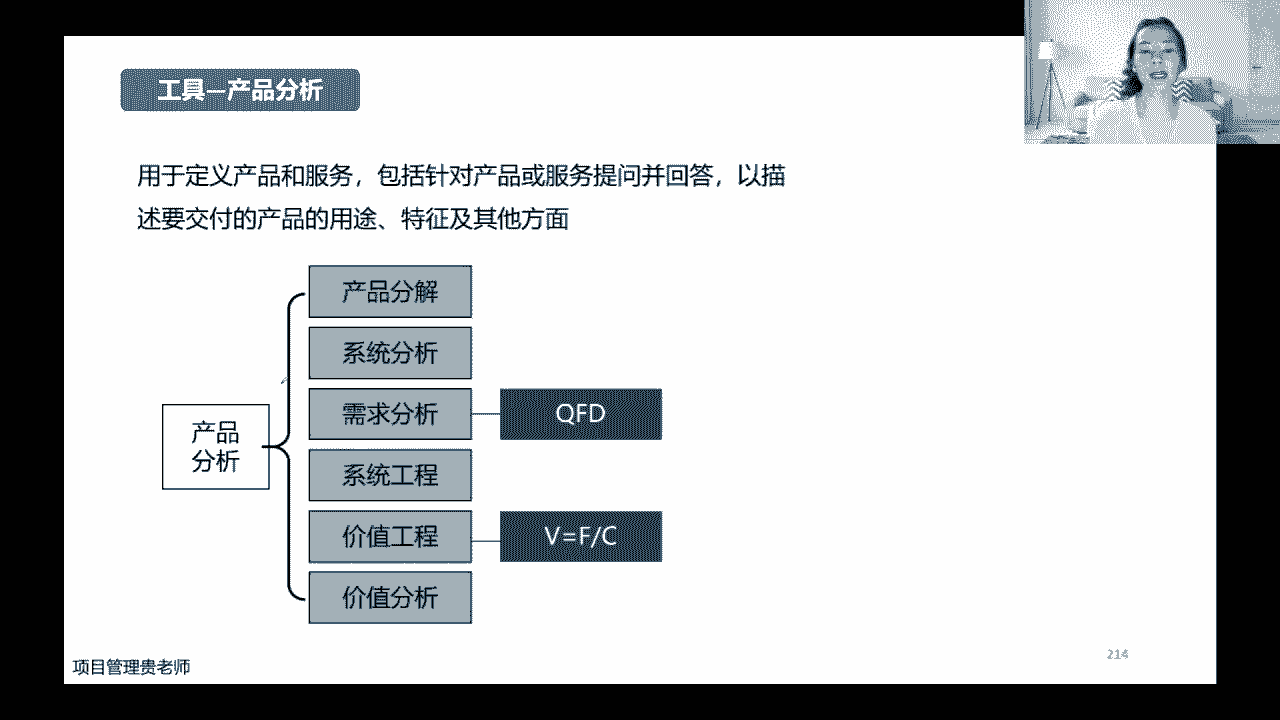 工具—产品分析
用于定义产品和服务，包括针对产品或服务提问并回答，以描
述要交付的产品的用途、特征及其他方面
产品分解
系统分析
需求分析
QFD
产品
分析
系统工程
价值工程
V=F/C
价值分析
项目管理贵老师
214